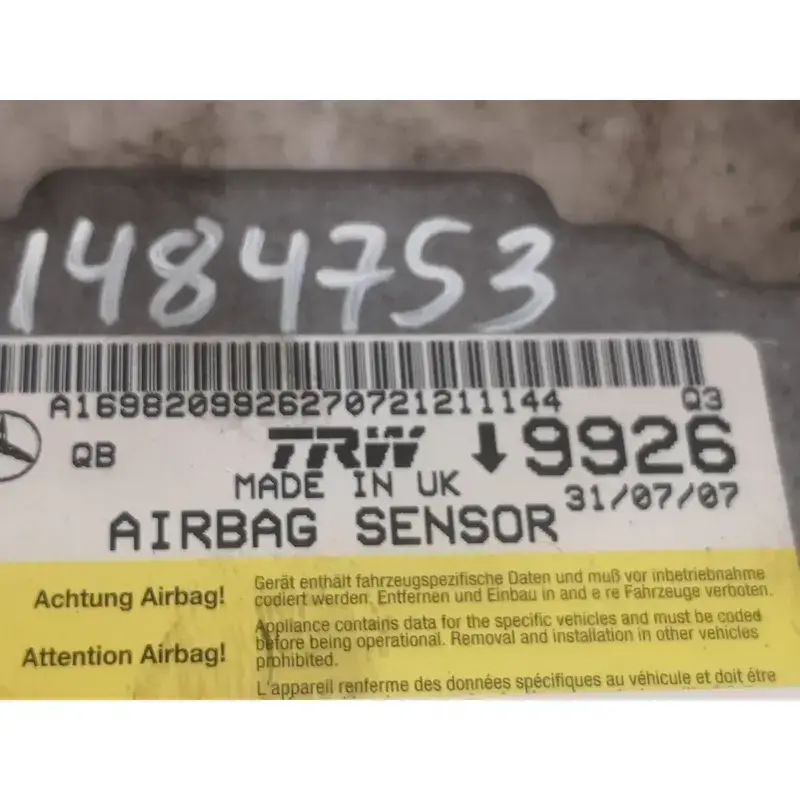 1484753
A1698209926270721211144 Q3
QB TRW 9926
MADE IN UK 31/07/07
AIRBAG SENSOR
Achtung Airbag!
Gerät enthält fahrzeugspezifische Daten und muß vor inbetriebnahme
codiert werden. Entfernen und Einbau in and e re Fahrzeuge verboten.
Attention Airbag!
Appliance contains data for the specific vehicles and must be coded
before being operational. Removal and installation in other vehicles
prohibited.
L'appareil renferme des données spécifiques au véhicule et doit été